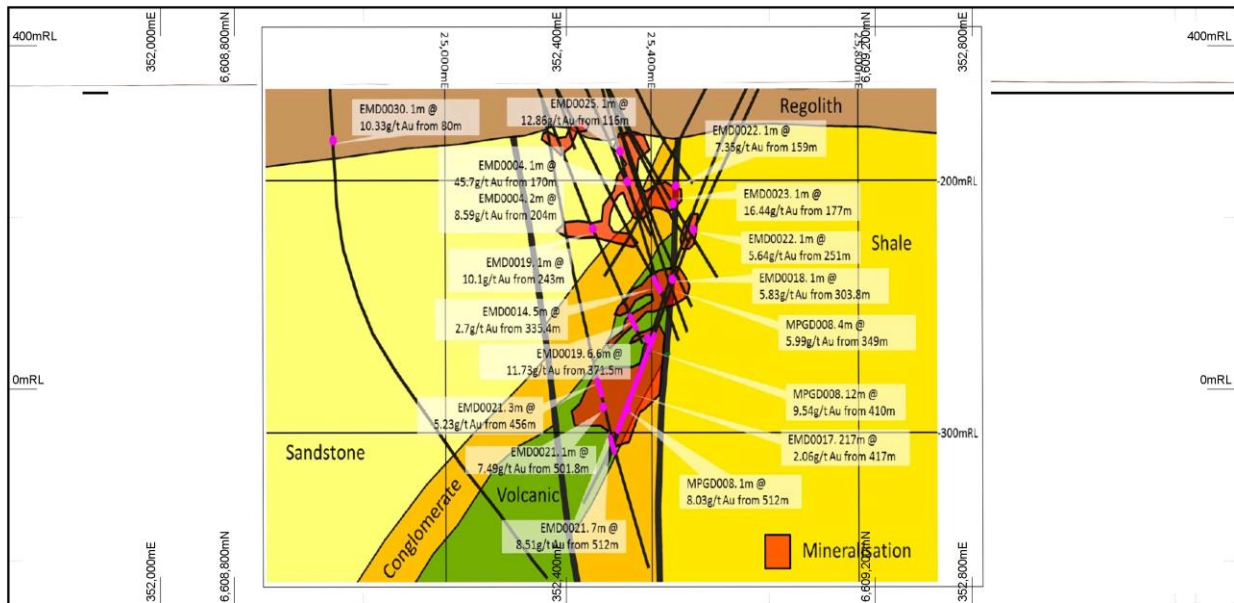 400mRL
352,000mE
6,608,800mN
25,000m
352,400mE
25,400m
25,800m
6,609,200mN
352,800mE
400mRL
Regolith
EMD0030. 1m @
10.33g/t Au from 80m
EMD0025. 1m @
12.86g/t Au from 116m
EMD0022. 1m @
7.35g/t Au from 159m
EMD0004. 1m @
45.7g/t Au from 170m
-200mRL
EMD0004. 2m @
8.59g/t Au from 204m
EMD0023. 1m @
16.44g/t Au from 177m
Shale
EMD0022. 1m @
5.64g/t Au from 251m
EMD0019. 1m @
10.1g/t Au from 243m
EMD0018. 1m @
5.83g/t Au from 303.8m
EMD0014. 5m @
2.7g/t Au from 335.4m
MPGD008. 4m @
5.99g/t Au from 349m
EMD0019. 6.6m @
11.73g/t Au from 371.5m
0mRL
0mRL
MPGD008. 12m @
9.54g/t Au from 410m
EMD0021. 3m @
5.23g/t Au from 456m
EMD0017. 217m @
2.06g/t Au from 417m
-300mRL
Sandstone
EMD0021. 1m @
7.49g/t Au from 501.8m
MPGD008. 1m @
8.03g/t Au from 512m
Volcanic
Conglomerate
EMD0021. 7m @
8.51g/t Au from 512m
Mineralisation
352,000mE
6,608,800mN
352,400mE
6,609,200mN
352,800mE